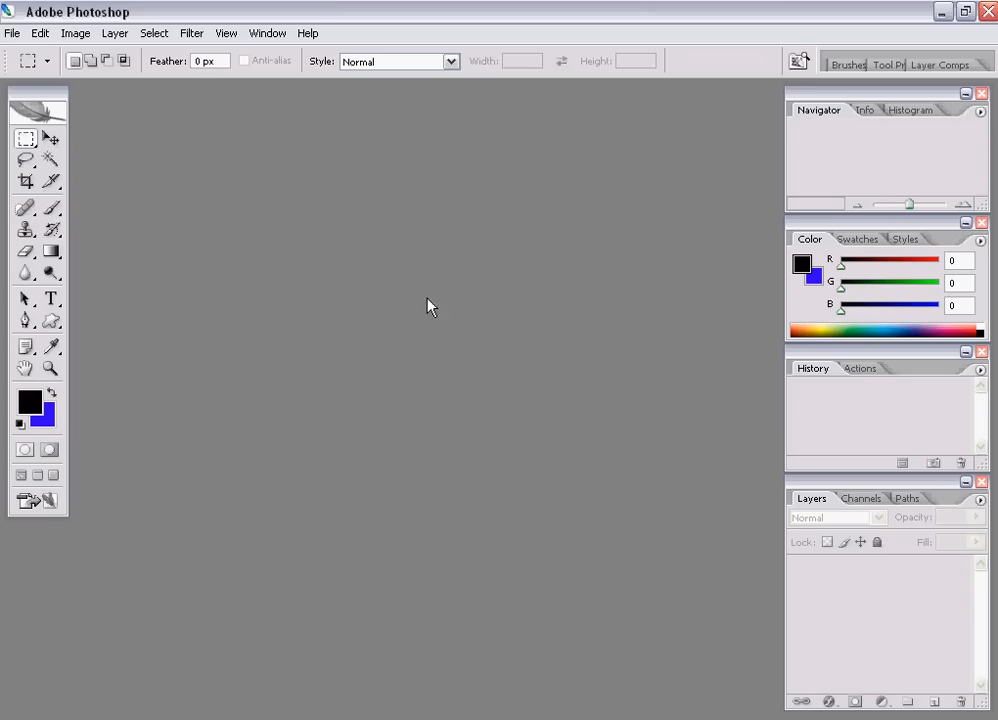 Adobe Photoshop
File Edit Image Layer Select Filter View Window Help
Feather: 0 px Anti-alias Style: Normal Width: Height: Brushes Tool Pr Layer Comps
Navigator Info Histogram
Color Swatches Styles
R 0
G 0
B 0
T
History Actions
Layers Channels Paths
Normal Opacity:
Lock: Fill: